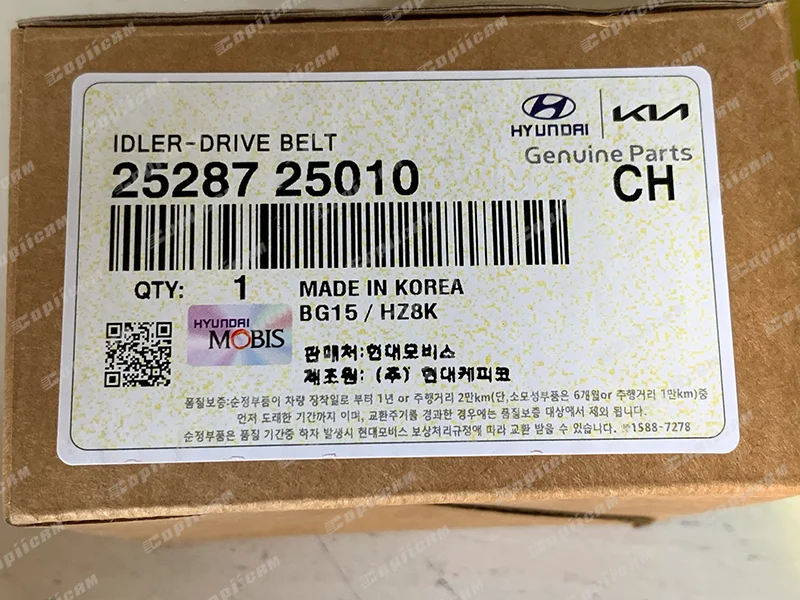 HYUNDAI KIA
IDLER-DRIVE BELT
Genuine Parts
25287 25010 CH
QTY: 1 MADE IN KOREA
BG15 / HZ8K
HYUNDAI
MOBIS
판매처:현대모비스
제조원: (주) 현대케피코
품질보증:순정부품이 차량 장착일로 부터 1년 or 주행거리 2만km(단,소모성부품은 6개월or 주행거리 1만km)중
먼저 도래한 기간까지 이며, 교환주기를 경과한 경우에는 품질보증 대상에서 제외 됩니다.
순정부품은 품질 기간중 하자 발생시 현대모비스 보상처리규정에 따라 교환 받을 수 있습니다. ☏1588-7278
CopiiCAM